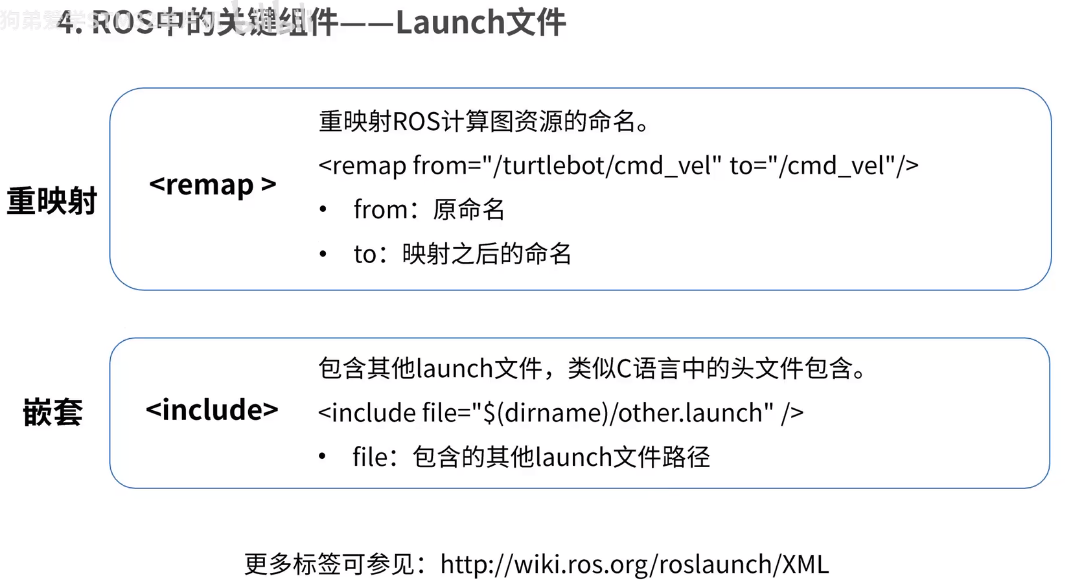 4. ROS中的关键组件——Launch文件
重映射
<remap >
重映射ROS计算图资源的命名。
<remap from="/turtlebot/cmd_vel" to="/cmd_vel"/>
• from：原命名
• to：映射之后的命名
嵌套
<include>
包含其他launch文件，类似C语言中的头文件包含。
<include file="$(dirname)/other.launch" />
• file：包含的其他launch文件路径
更多标签可参见：http://wiki.ros.org/roslaunch/XML